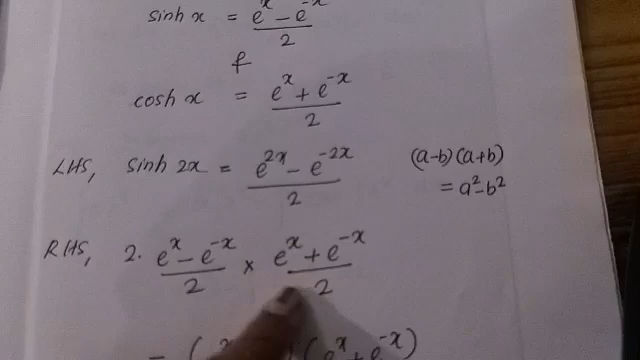 sinh x = e^x - e^-x / 2
&
cosh x = e^x + e^-x / 2
LHS, sinh 2x = e^2x - e^-2x / 2
(a-b)(a+b)
= a²-b²
RHS, 2. e^x - e^-x / 2 × e^x + e^-x / 2
= ( (e^x + e^-x)